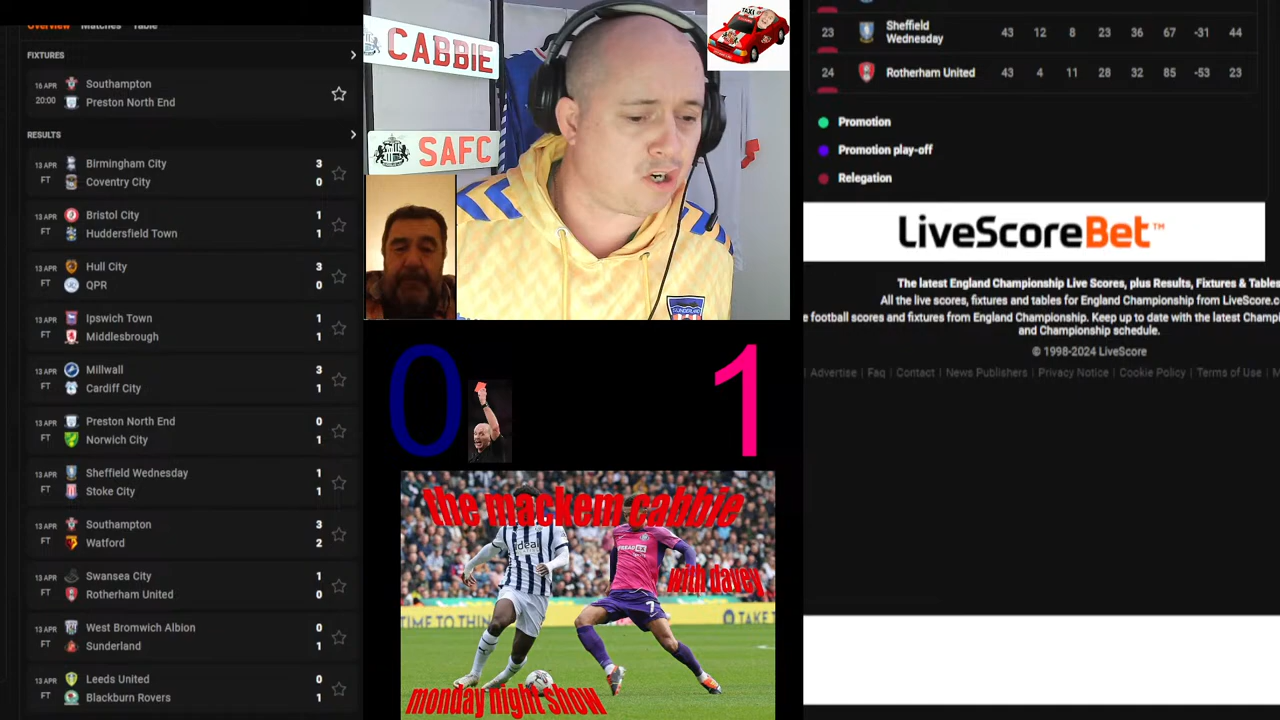 Overview Matches Table
FIXTURES
16 APR Southampton
20:00 Preston North End
RESULTS
13 APR Birmingham City 3
FT Coventry City 0
13 APR Bristol City 1
FT Huddersfield Town 1
13 APR Hull City 3
FT QPR 0
13 APR Ipswich Town 1
FT Middlesbrough 1
13 APR Millwall 3
FT Cardiff City 1
13 APR Preston North End 0
FT Norwich City 1
13 APR Sheffield Wednesday 1
FT Stoke City 1
13 APR Southampton 3
FT Watford 2
13 APR Swansea City 1
FT Rotherham United 0
13 APR West Bromwich Albion 0
FT Sunderland 1
13 APR Leeds United 0
FT Blackburn Rovers 1
CABBIE
SAFC
TAXI
0 1
the mackem cabbie
with davey
monday night show
ideal
7
TIME TO THIN
TAKE T
23 Sheffield Wednesday 43 12 8 23 36 67 -31 44
24 Rotherham United 43 4 11 28 32 85 -53 23
Promotion
Promotion play-off
Relegation
LiveScoreBet™
The latest England Championship Live Scores, plus Results, Fixtures & Tables
All the live scores, fixtures and tables for England Championship from LiveScore.c
e football scores and fixtures from England Championship. Keep up to date with the latest Champi
and Championship schedule.
© 1998-2024 LiveScore
Advertise | Faq | Contact | News Publishers | Privacy Notice | Cookie Policy | Terms of Use | M